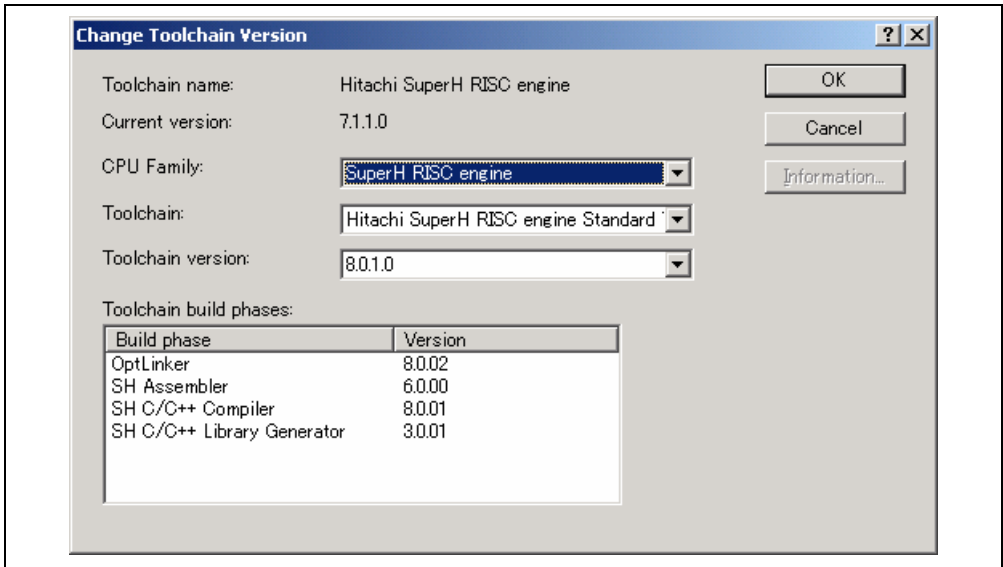 Change Toolchain Version
Toolchain name: Hitachi SuperH RISC engine
OK
Current version: 7.1.1.0
Cancel
CPU Family: SuperH RISC engine
Information...
Toolchain: Hitachi SuperH RISC engine Standard
Toolchain version: 8.0.1.0
Toolchain build phases:
Build phase Version
OptLinker 8.0.02
SH Assembler 6.0.00
SH C/C++ Compiler 8.0.01
SH C/C++ Library Generator 3.0.01